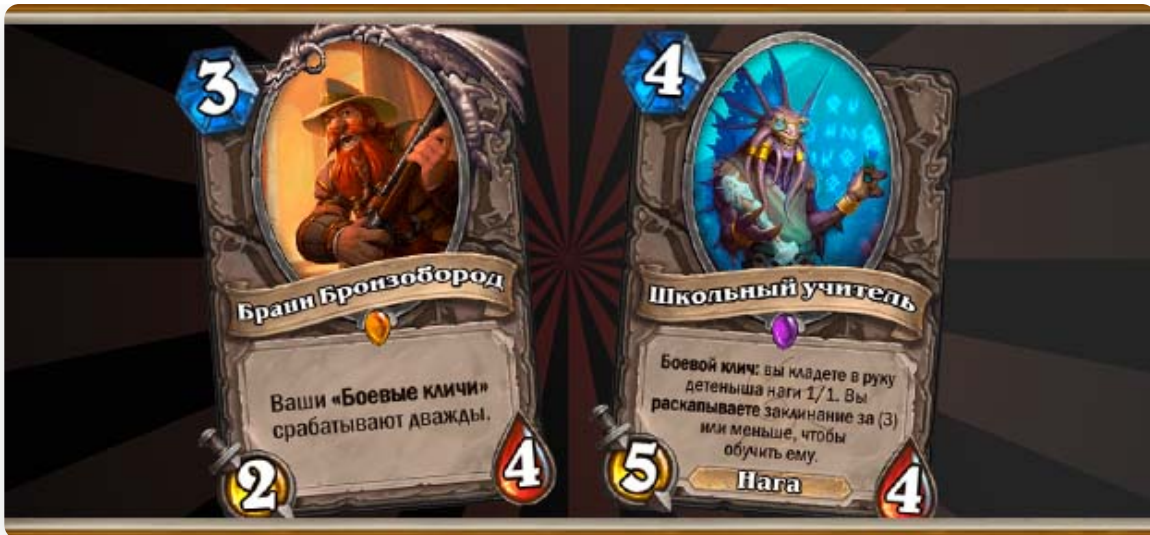 3
Бранн Бронзобород
Ваши «Боевые кличи»
срабатывают дважды.
2
4
4
Школьный учитель
Боевой клич: вы кладете в руку
детеныша наги 1/1. Вы
раскапываете заклинание за (3)
или меньше, чтобы
обучить ему.
5
Нага
4